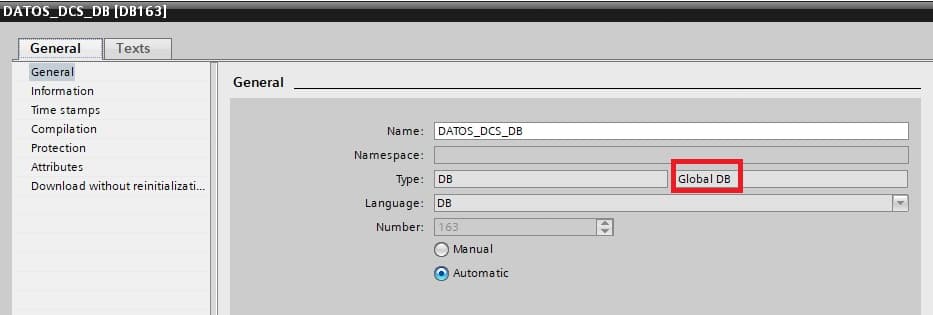 DATOS_DCS_DB [DB163]
General Texts
General
Information
Time stamps
Compilation
Protection
Attributes
Download without reinitializati...
General
Name: DATOS_DCS_DB
Namespace:
Type: DB Global DB
Language: DB
Number: 163
Manual
Automatic